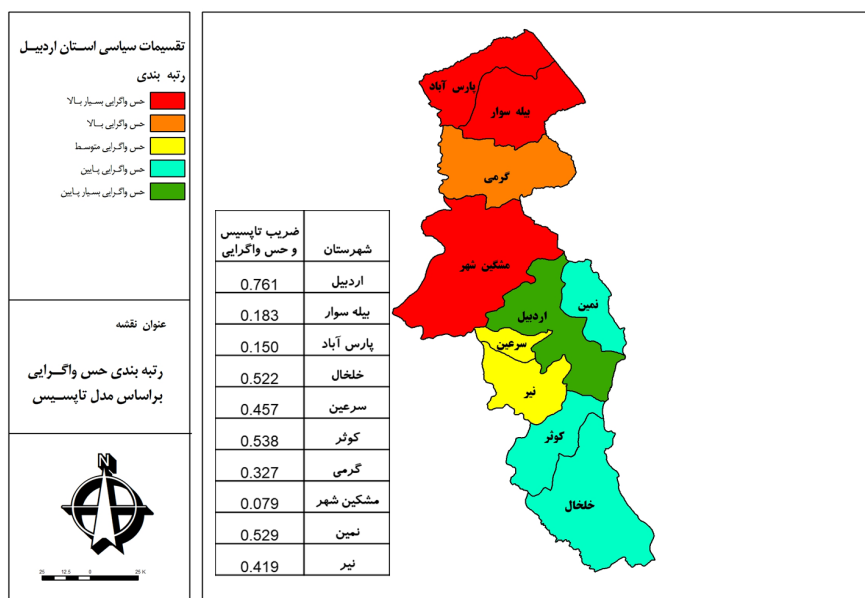 تقسیمات سیاسی استان اردبیل
رتبه بندی
حس واگرایی بسیار بالا
حس واگرایی بالا
حس واگرایی متوسط
حس واگرایی پایین
حس واگرایی بسیار پایین
عنوان نقشه
رتبه بندی حس واگرایی
براساس مدل تاپسیس
N
25 12.5 0 25 K
شهرستان ضریب تاپسیس
و حس واگرایی
اردبیل 0.761
بیله سوار 0.183
پارس آباد 0.150
خلخال 0.522
سرعین 0.457
کوثر 0.538
گرمی 0.327
مشکین شهر 0.079
نمین 0.529
نیر 0.419
پارس آباد
بیله سوار
گرمی
مشکین شهر
نمین
اردبیل
سرعین
نیر
کوثر
خلخال